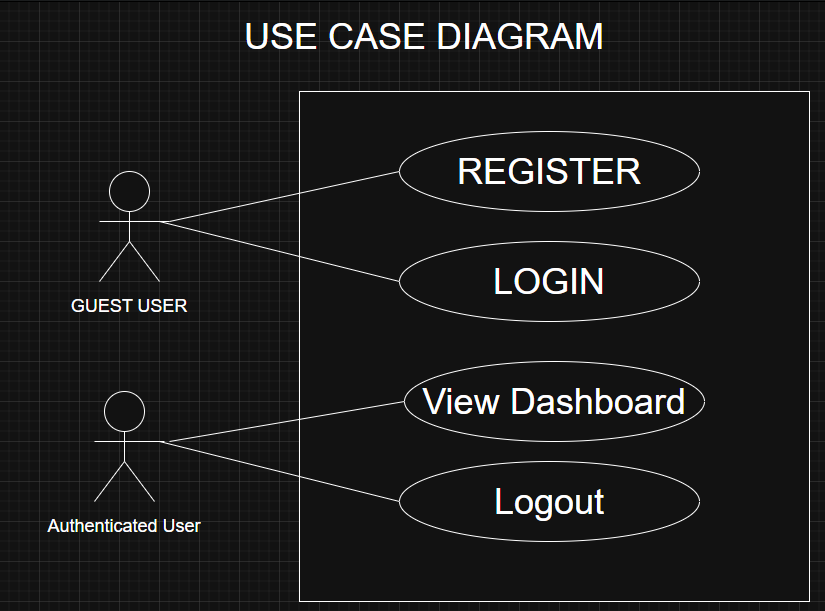 USE CASE DIAGRAM
REGISTER
LOGIN
GUEST USER
View Dashboard
Logout
Authenticated User